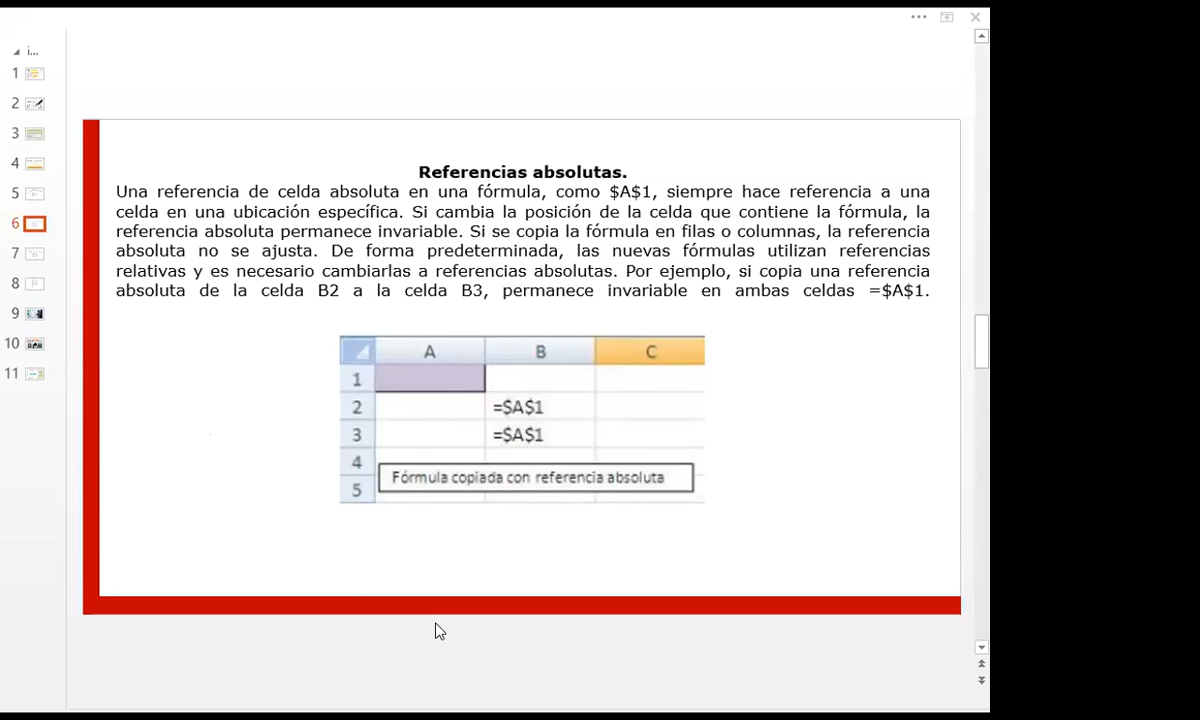 i...
1
2
3
4
5
6
7
8
9
10
11
Referencias absolutas.
Una referencia de celda absoluta en una fórmula, como $A$1, siempre hace referencia a una
celda en una ubicación específica. Si cambia la posición de la celda que contiene la fórmula, la
referencia absoluta permanece invariable. Si se copia la fórmula en filas o columnas, la referencia
absoluta no se ajusta. De forma predeterminada, las nuevas fórmulas utilizan referencias
relativas y es necesario cambiarlas a referencias absolutas. Por ejemplo, si copia una referencia
absoluta de la celda B2 a la celda B3, permanece invariable en ambas celdas =$A$1.
A B C
1
2 =$A$1
3 =$A$1
4
Fórmula copiada con referencia absoluta
5